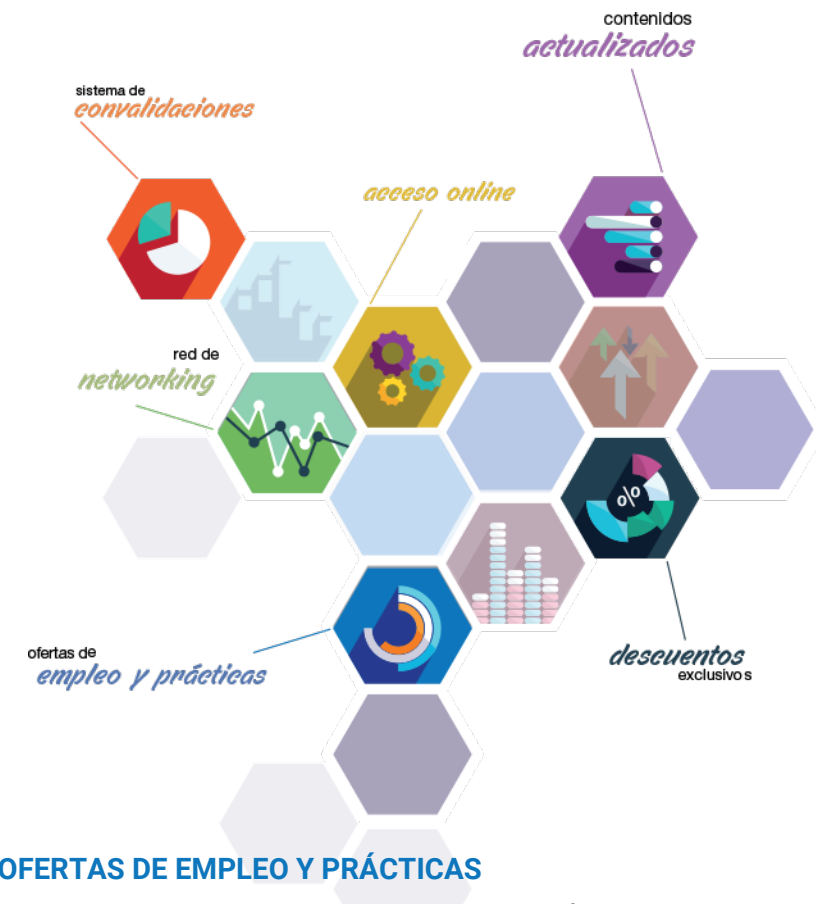 contenidos
actualizados
sistema de
convalidaciones
acceso online
red de
networking
%
ofertas de
empleo y prácticas
descuentos
exclusivos
OFERTAS DE EMPLEO Y PRÁCTICAS